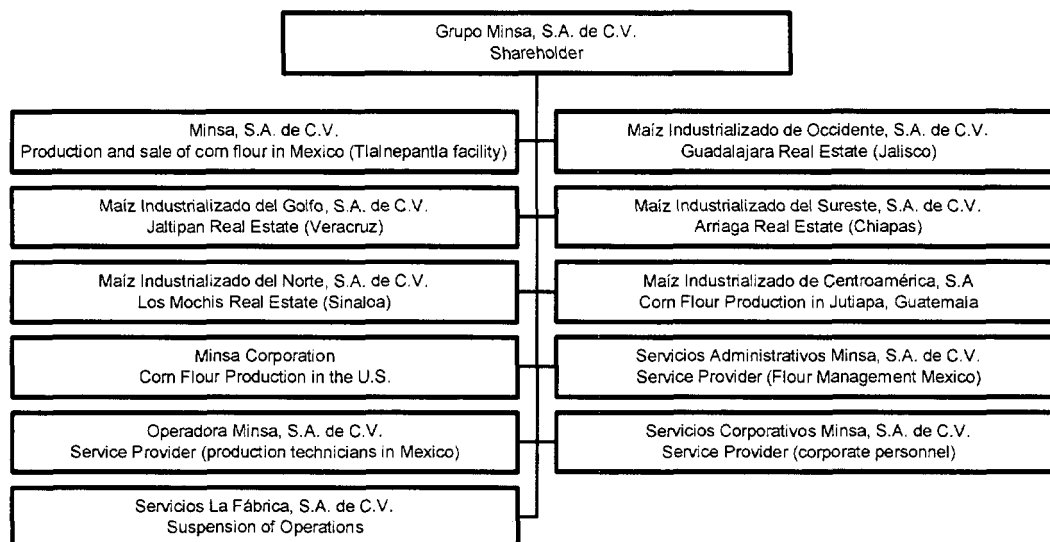 Grupo Minsa, S.A. de C.V.
Shareholder
Minsa, S.A. de C.V.
Production and sale of corn flour in Mexico (Tlalnepantla facility)
Maíz Industrializado de Occidente, S.A. de C.V.
Guadalajara Real Estate (Jalisco)
Maíz Industrializado del Golfo, S.A. de C.V.
Jaltipan Real Estate (Veracruz)
Maíz Industrializado del Sureste, S.A. de C.V.
Arriaga Real Estate (Chiapas)
Maíz Industrializado del Norte, S.A. de C.V.
Los Mochis Real Estate (Sinaloa)
Maíz Industrializado de Centroamérica, S.A
Corn Flour Production in Jutiapa, Guatemala
Minsa Corporation
Corn Flour Production in the U.S.
Servicios Administrativos Minsa, S.A. de C.V.
Service Provider (Flour Management Mexico)
Operadora Minsa, S.A. de C.V.
Service Provider (production technicians in Mexico)
Servicios Corporativos Minsa, S.A. de C.V.
Service Provider (corporate personnel)
Servicios La Fábrica, S.A. de C.V.
Suspension of Operations